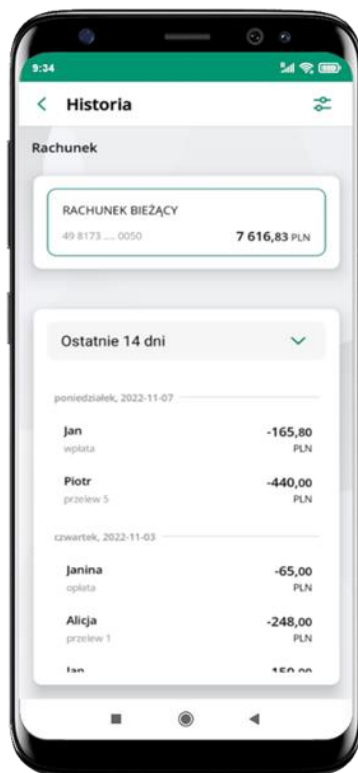 9:34
Historia
Rachunek
RACHUNEK BIEŻĄCY
49 8173 .... 0050 7 616,83 PLN
Ostatnie 14 dni
poniedziałek, 2022-11-07
Jan -165,80
wpłata PLN
Piotr -440,00
przelew 5 PLN
czwartek, 2022-11-03
Janina -65,00
opłata PLN
Alicja -248,00
przelew 1 PLN
Jan